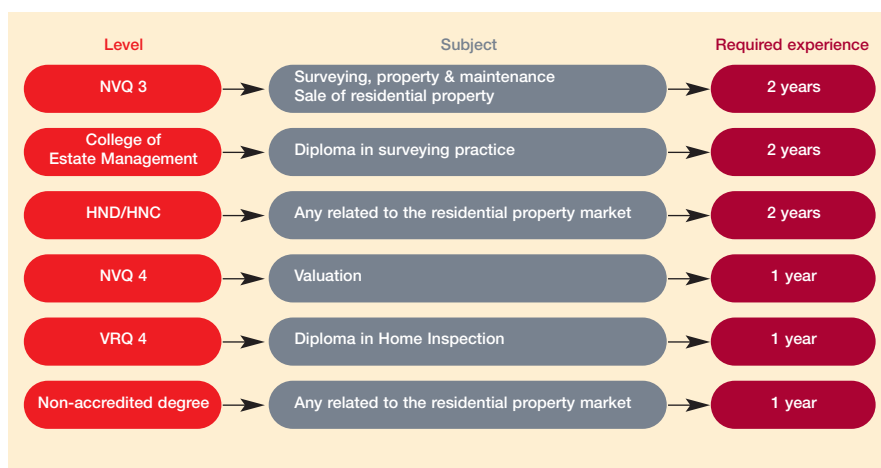 Level Subject Required experience
NVQ 3 Surveying, property & maintenance
Sale of residential property 2 years
College of
Estate Management Diploma in surveying practice 2 years
HND/HNC Any related to the residential property market 2 years
NVQ 4 Valuation 1 year
VRQ 4 Diploma in Home Inspection 1 year
Non-accredited degree Any related to the residential property market 1 year